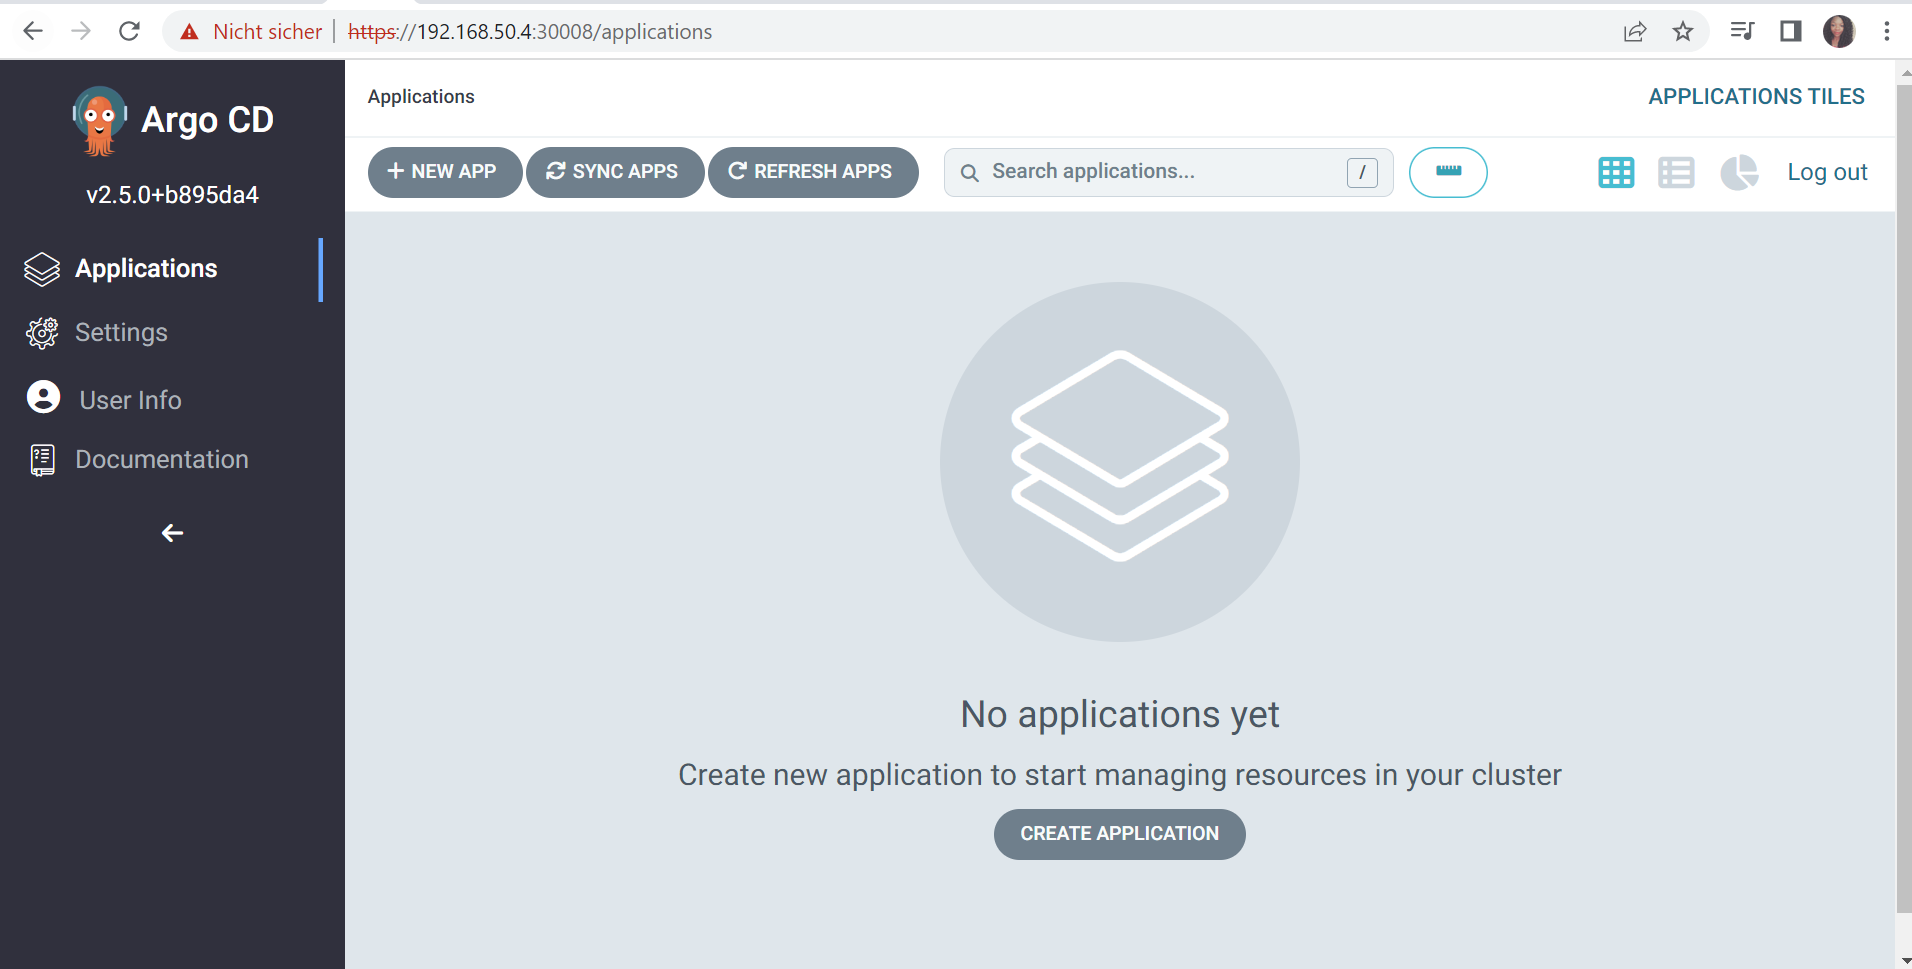 Nicht sicher | https://192.168.50.4:30008/applications
Argo CD
v2.5.0+b895da4
Applications
Settings
User Info
Documentation
Applications
APPLICATIONS TILES
NEW APP
SYNC APPS
REFRESH APPS
Search applications...
/
Log out
No applications yet
Create new application to start managing resources in your cluster
CREATE APPLICATION